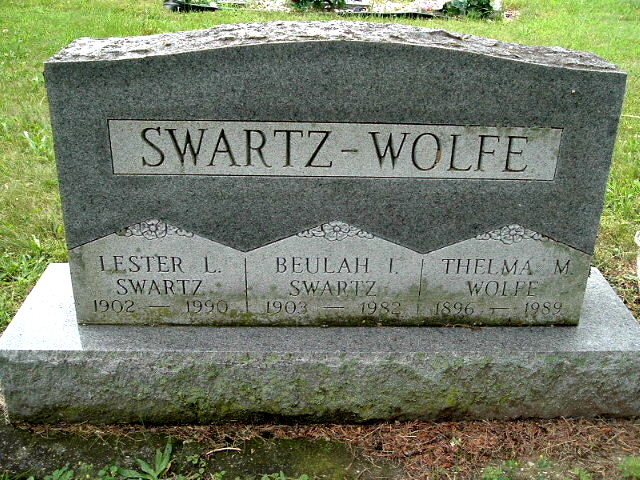 SWARTZ - WOLFE
LESTER L.
SWARTZ
1902 — 1990
BEULAH I.
SWARTZ
1903 — 1982
THELMA M.
WOLFE
1896 — 1989